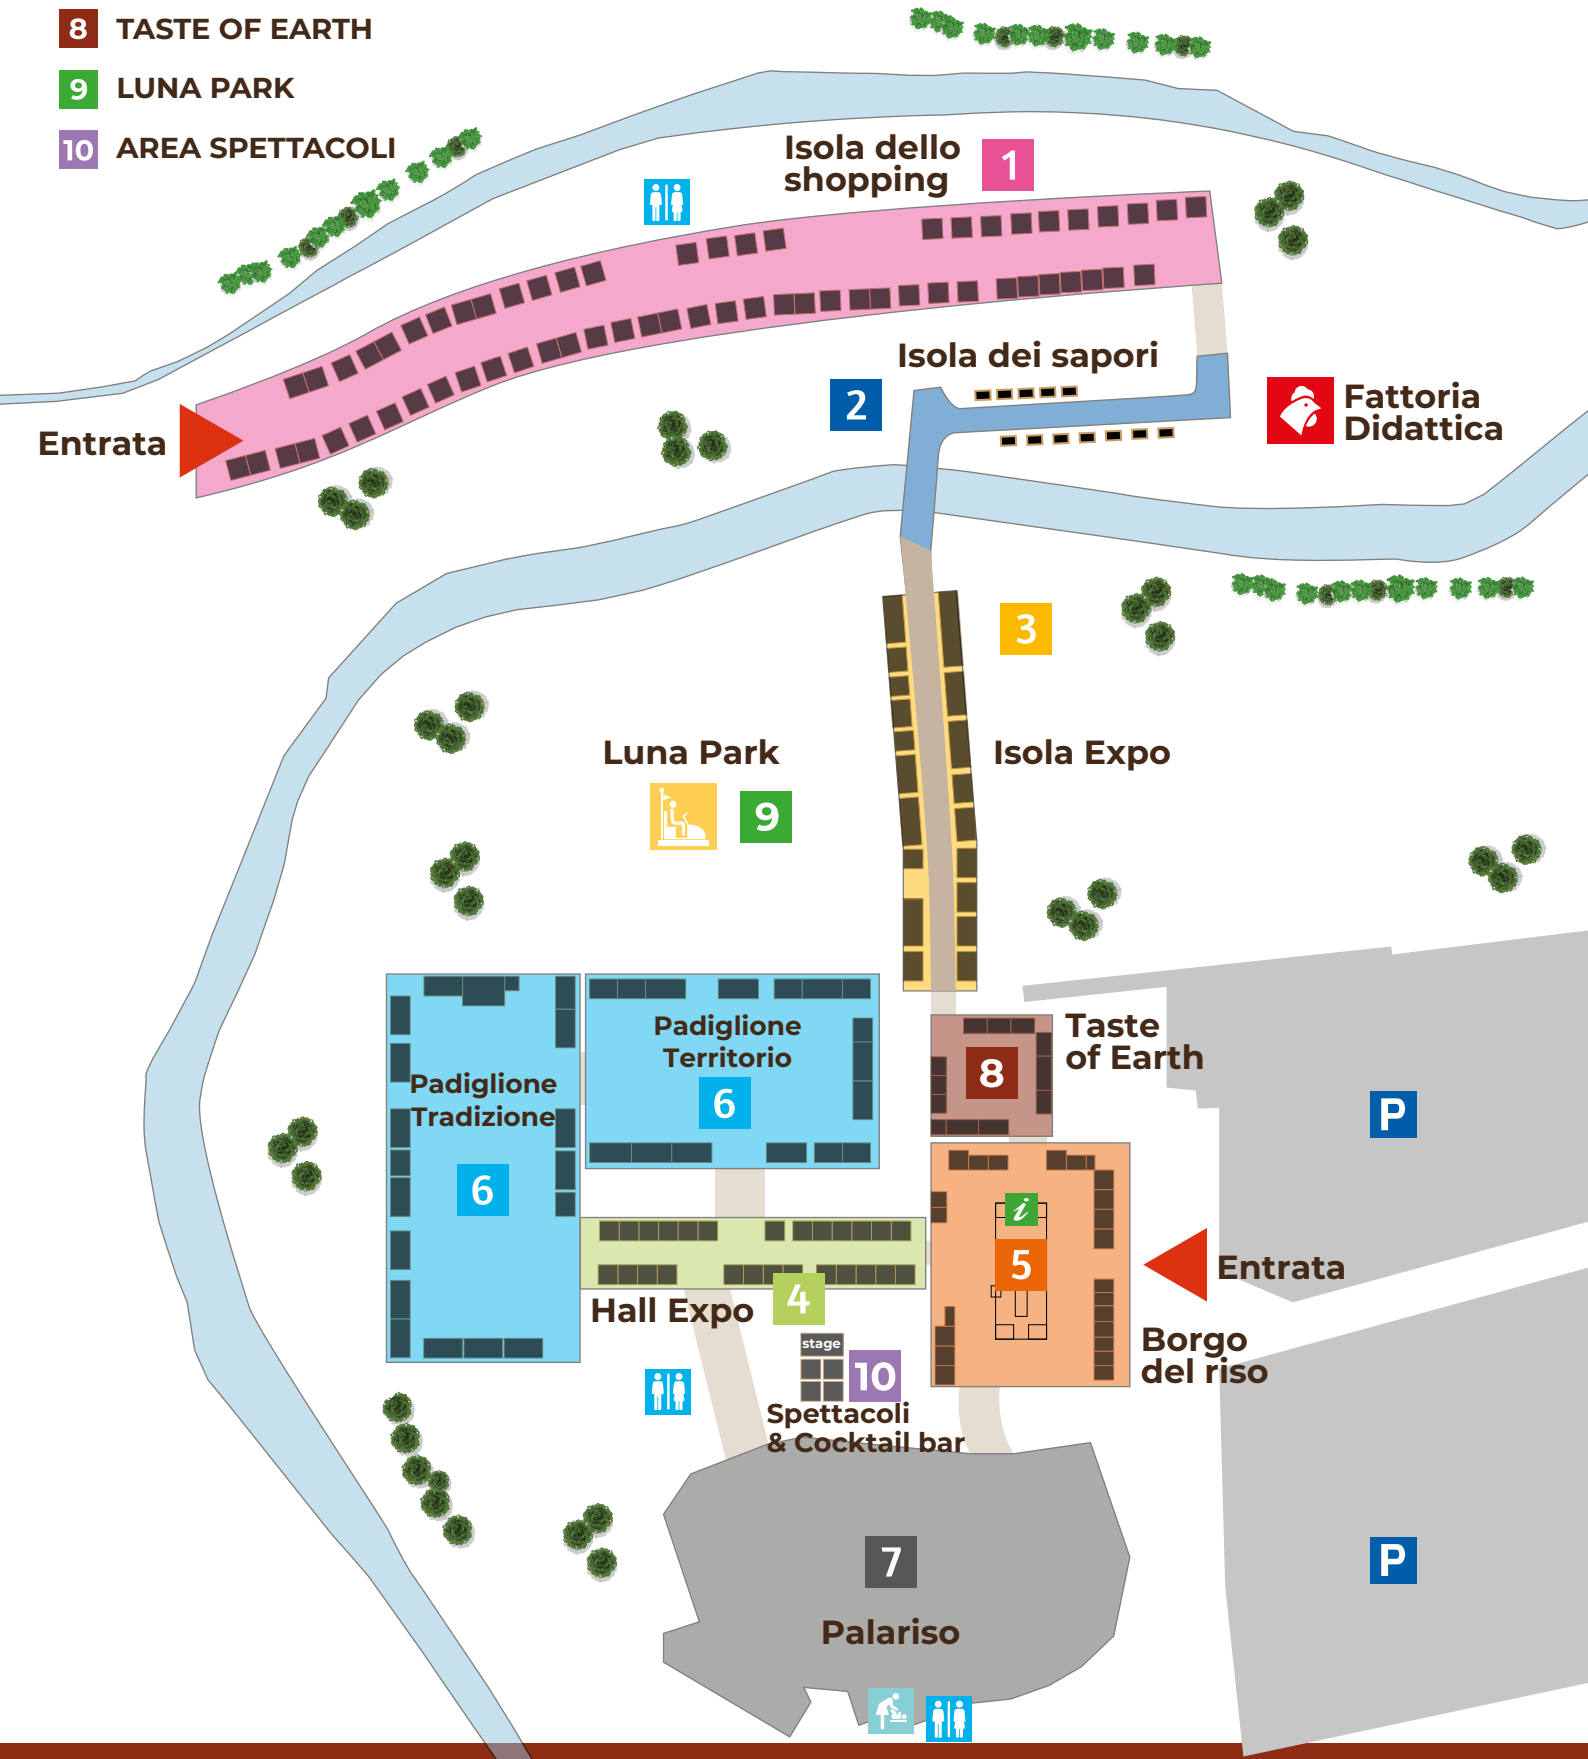 8 TASTE OF EARTH
9 LUNA PARK
10 AREA SPETTACOLI
Isola dello
shopping
1
Entrata
Isola dei sapori
2
Fattoria
Didattica
3
Luna Park
9
Isola Expo
Padiglione
Territorio
6
Padiglione
Tradizione
6
Taste
of Earth
8
P
i
5
Entrata
Hall Expo
4
Borgo
del riso
stage
10
Spettacoli
& Cocktail bar
7
Palariso
P